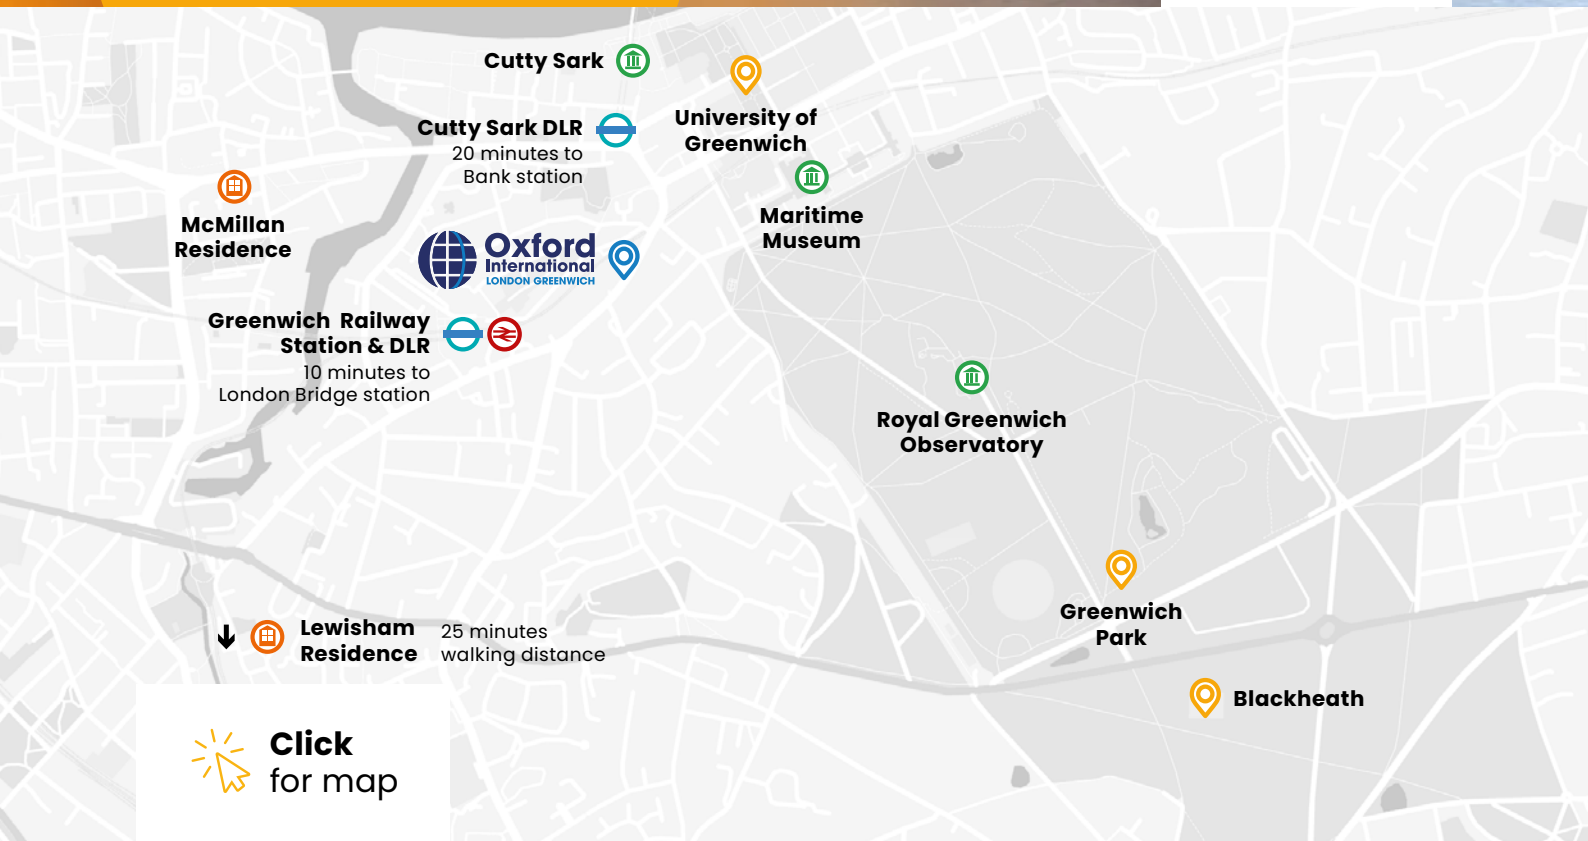 Cutty Sark
Cutty Sark DLR
20 minutes to
Bank station
University of
Greenwich
McMillan
Residence
Maritime
Museum
Oxford
International
LONDON GREENWICH
Greenwich Railway
Station & DLR
10 minutes to
London Bridge station
Royal Greenwich
Observatory
Greenwich
Park
Lewisham
Residence
25 minutes
walking distance
Blackheath
Click
for map